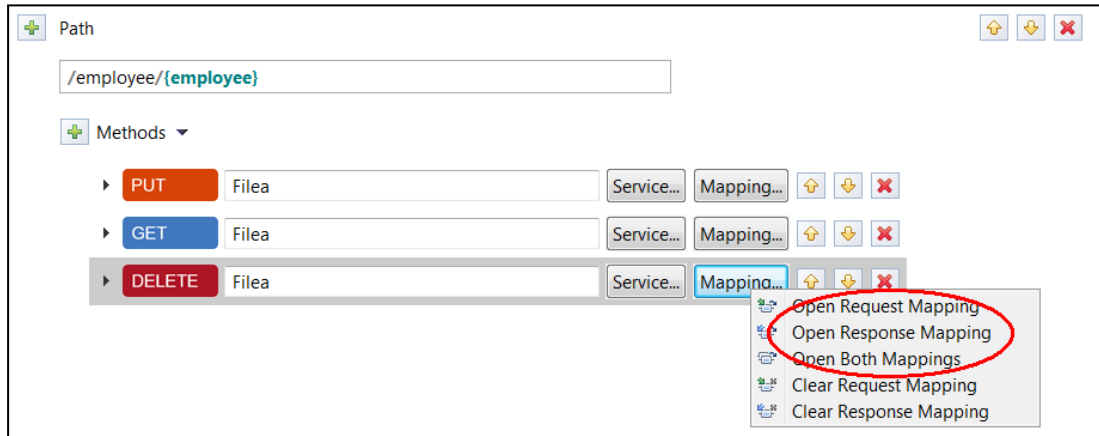 Path
/employee/{employee}
Methods
PUT Filea Service... Mapping...
GET Filea Service... Mapping...
DELETE Filea Service... Mapping...
Open Request Mapping
Open Response Mapping
Open Both Mappings
Clear Request Mapping
Clear Response Mapping